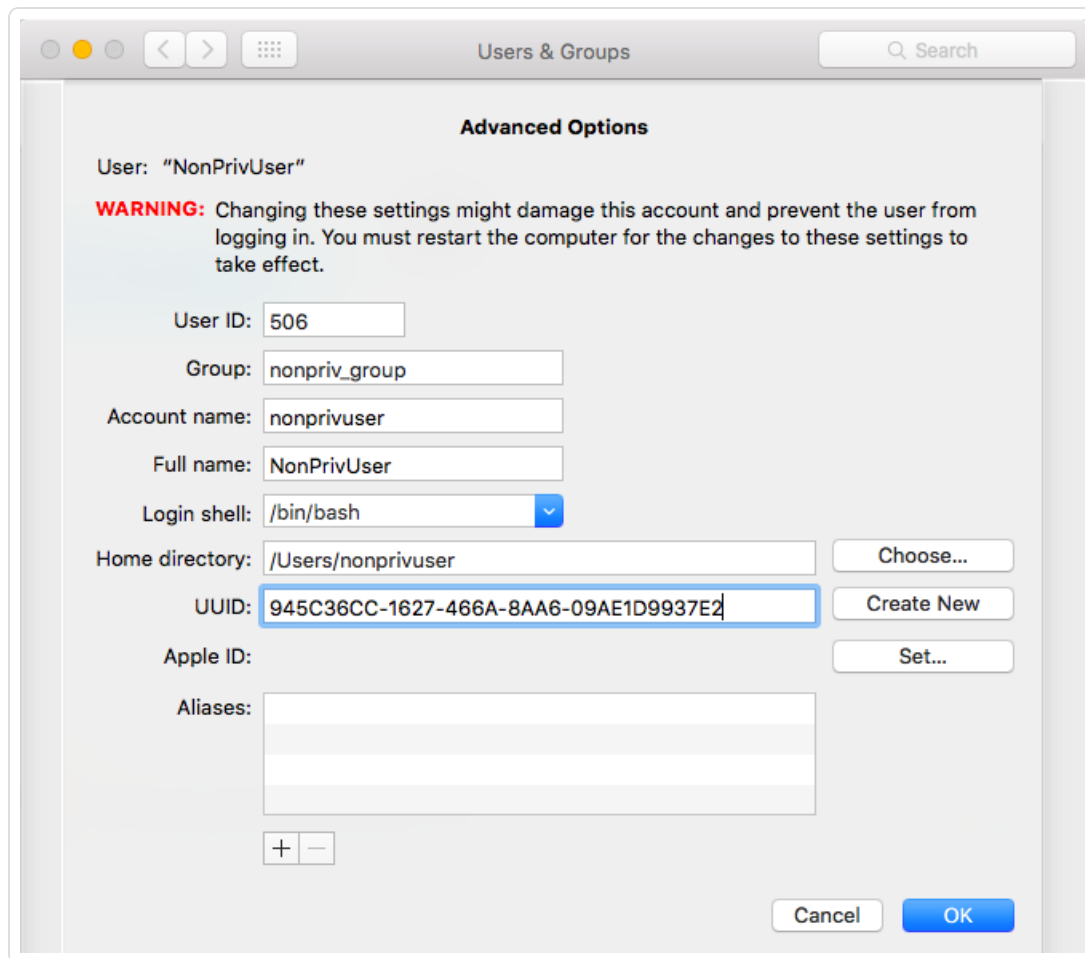 Users & Groups
Search
Advanced Options
User: “NonPrivUser”
WARNING: Changing these settings might damage this account and prevent the user from
logging in. You must restart the computer for the changes to these settings to
take effect.
User ID: 506
Group: nonpriv_group
Account name: nonprivuser
Full name: NonPrivUser
Login shell: /bin/bash
Home directory: /Users/nonprivuser Choose...
UUID: 945C36CC-1627-466A-8AA6-09AE1D9937E2 Create New
Apple ID: Set...
Aliases:
Cancel OK